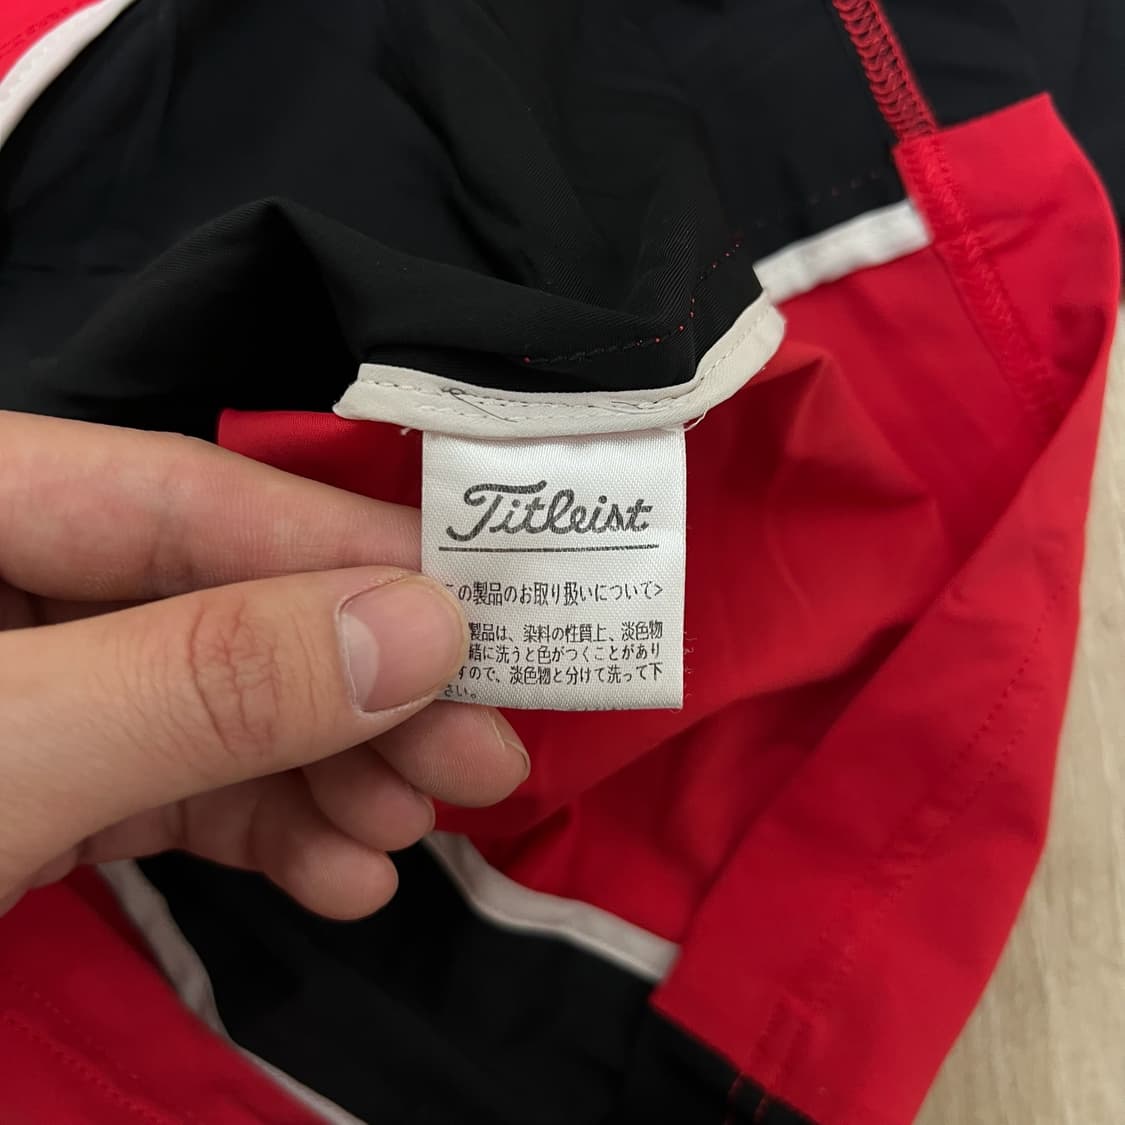 Titleist
の製品のお取り扱いについて>
製品は、染料の性質上、淡色物
緒に洗うと色がつくことがあり
すので、淡色物と分けて洗って下
さい。